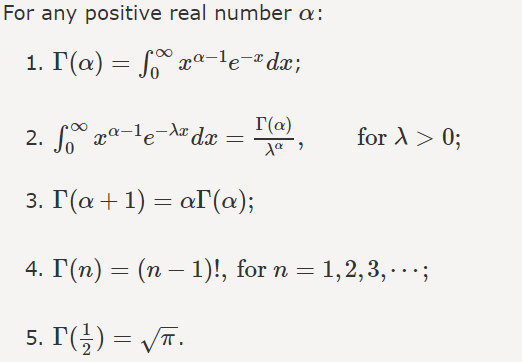 For any positive real number α:
1. Γ(α) = ∫₀^∞ x^{α−1}e^{−x}dx;
2. ∫₀^∞ x^{α−1}e^{−λx}dx = Γ(α)/λ^α, for λ > 0;
3. Γ(α + 1) = αΓ(α);
4. Γ(n) = (n − 1)!, for n = 1, 2, 3, ⋯;
5. Γ(1/2) = √π.